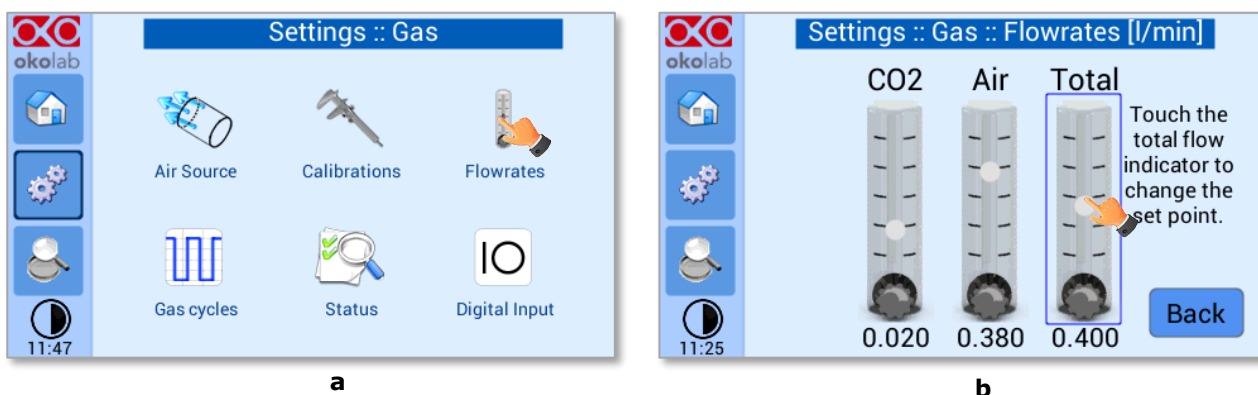 Settings :: Gas
okolab
Air Source
Calibrations
Flowrates
Gas cycles
Status
IO
Digital Input
11:47
a
Settings :: Gas :: Flowrates [l/min]
okolab
CO2 Air Total
Touch the
total flow
indicator to
change the
set point.
0.020 0.380 0.400
Back
11:25
b